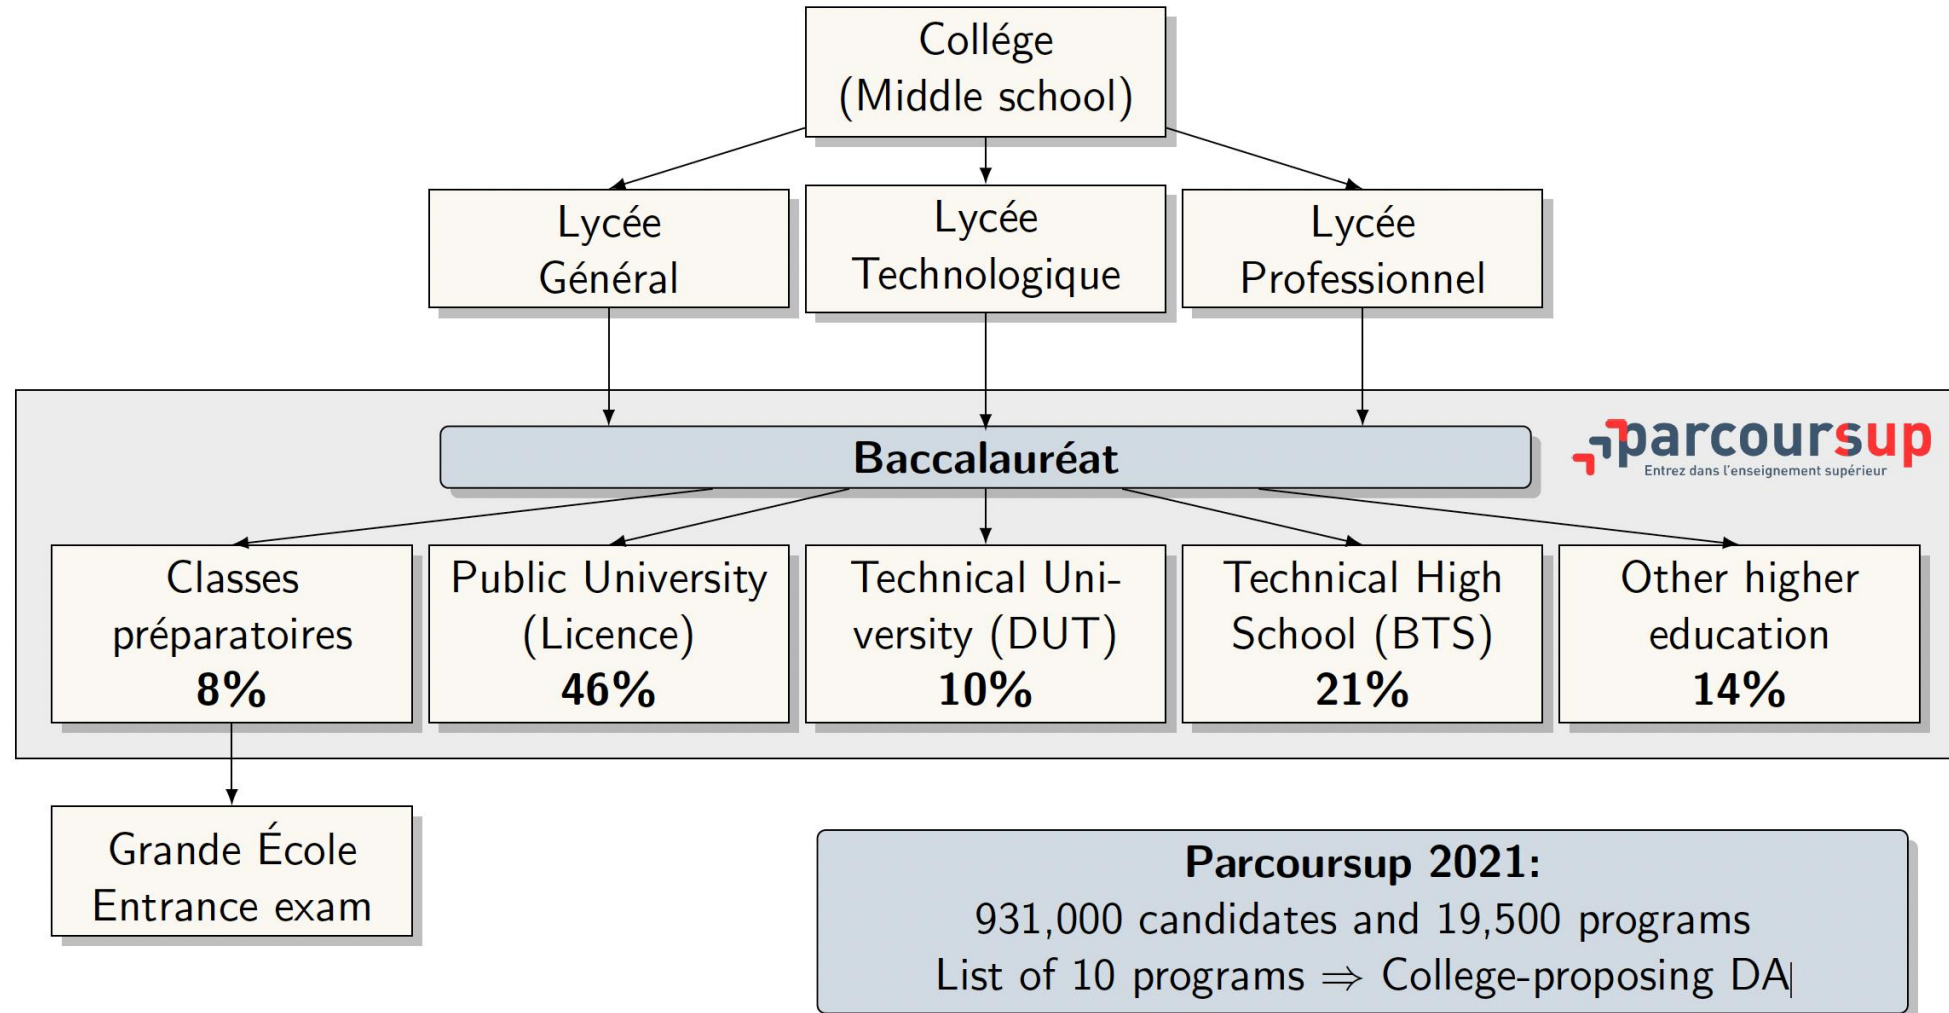 Collége
(Middle school)
Lycée
Général
Lycée
Technologique
Lycée
Professionnel
Baccalauréat
parcoursup
Entrez dans l'enseignement supérieur
Classes
préparatoires
8%
Public University
(Licence)
46%
Technical Uni-
versity (DUT)
10%
Technical High
School (BTS)
21%
Other higher
education
14%
Grande École
Entrance exam
Parcoursup 2021:
931,000 candidates and 19,500 programs
List of 10 programs ⇒ College-proposing DA